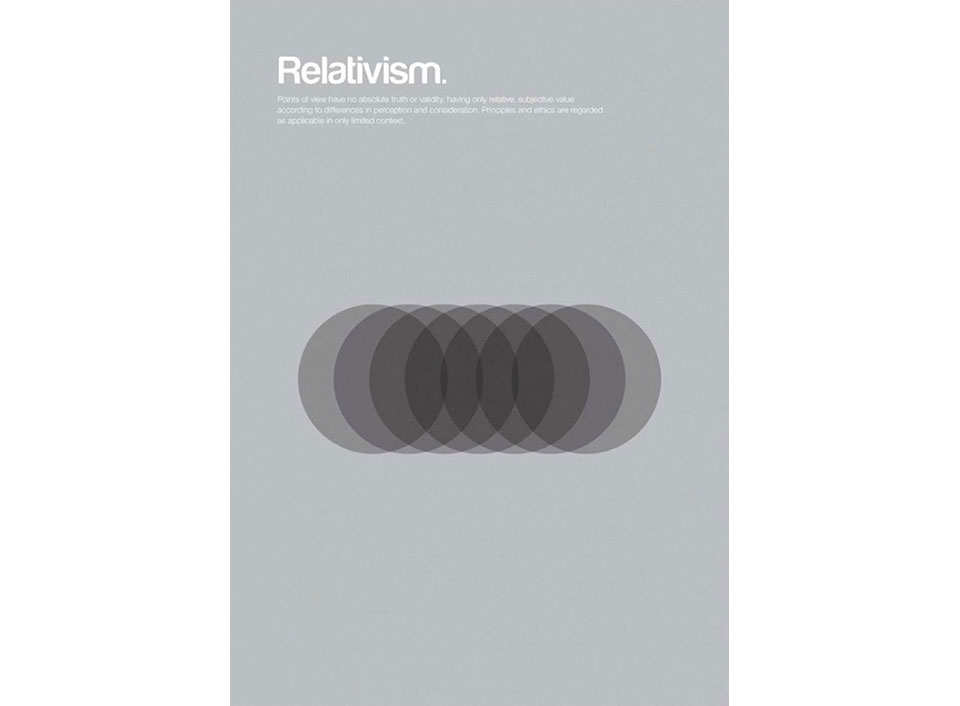 Relativism.
Points of view have no absolute truth or validity, having only relative, subjective value
according to differences in perception and consideration. Principles and ethics are regarded
as applicable in only limited context.